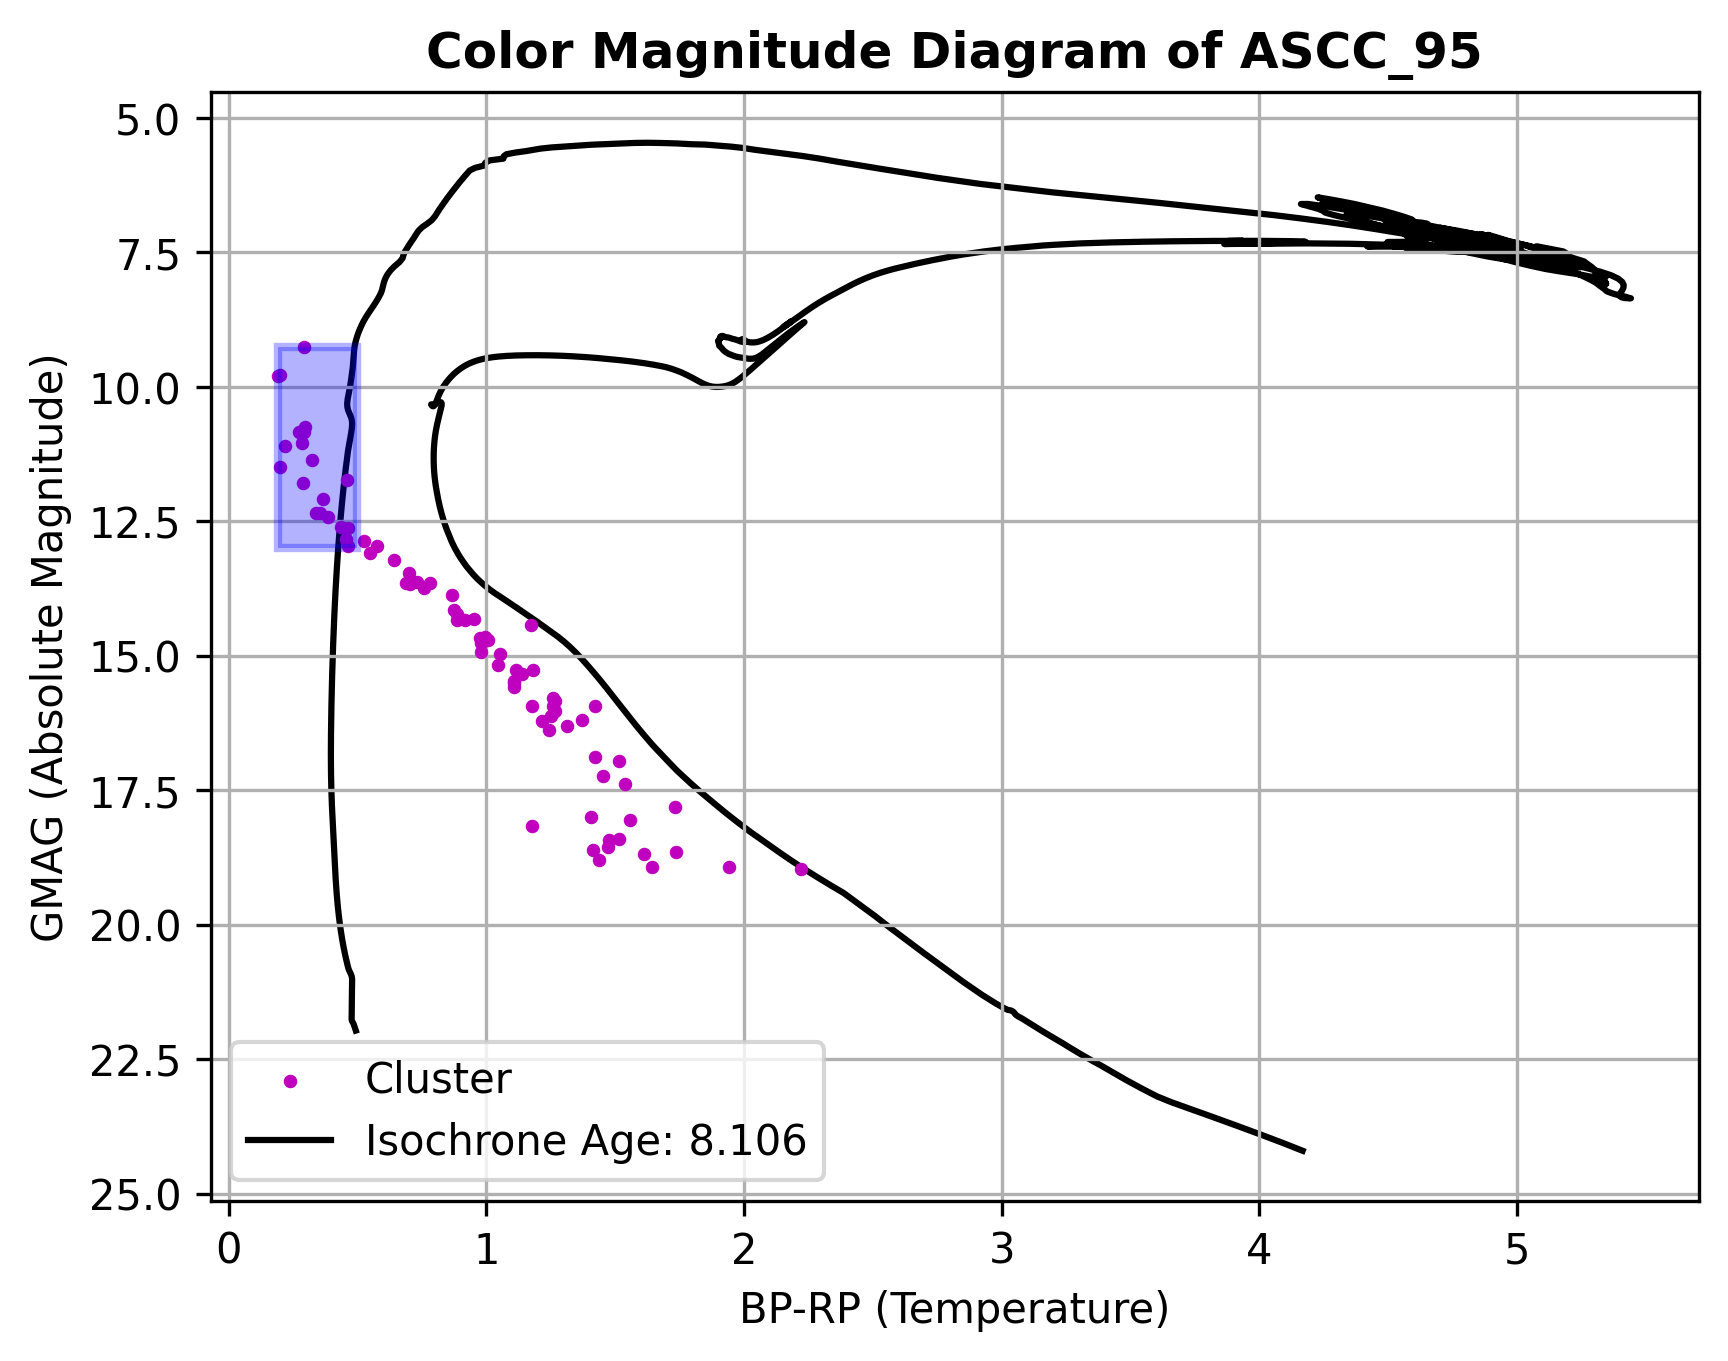 Color Magnitude Diagram of ASCC_95
GMAG (Absolute Magnitude)
5.0
7.5
10.0
12.5
15.0
17.5
20.0
22.5
25.0
Cluster
Isochrone Age: 8.106
0 1 2 3 4 5
BP-RP (Temperature)